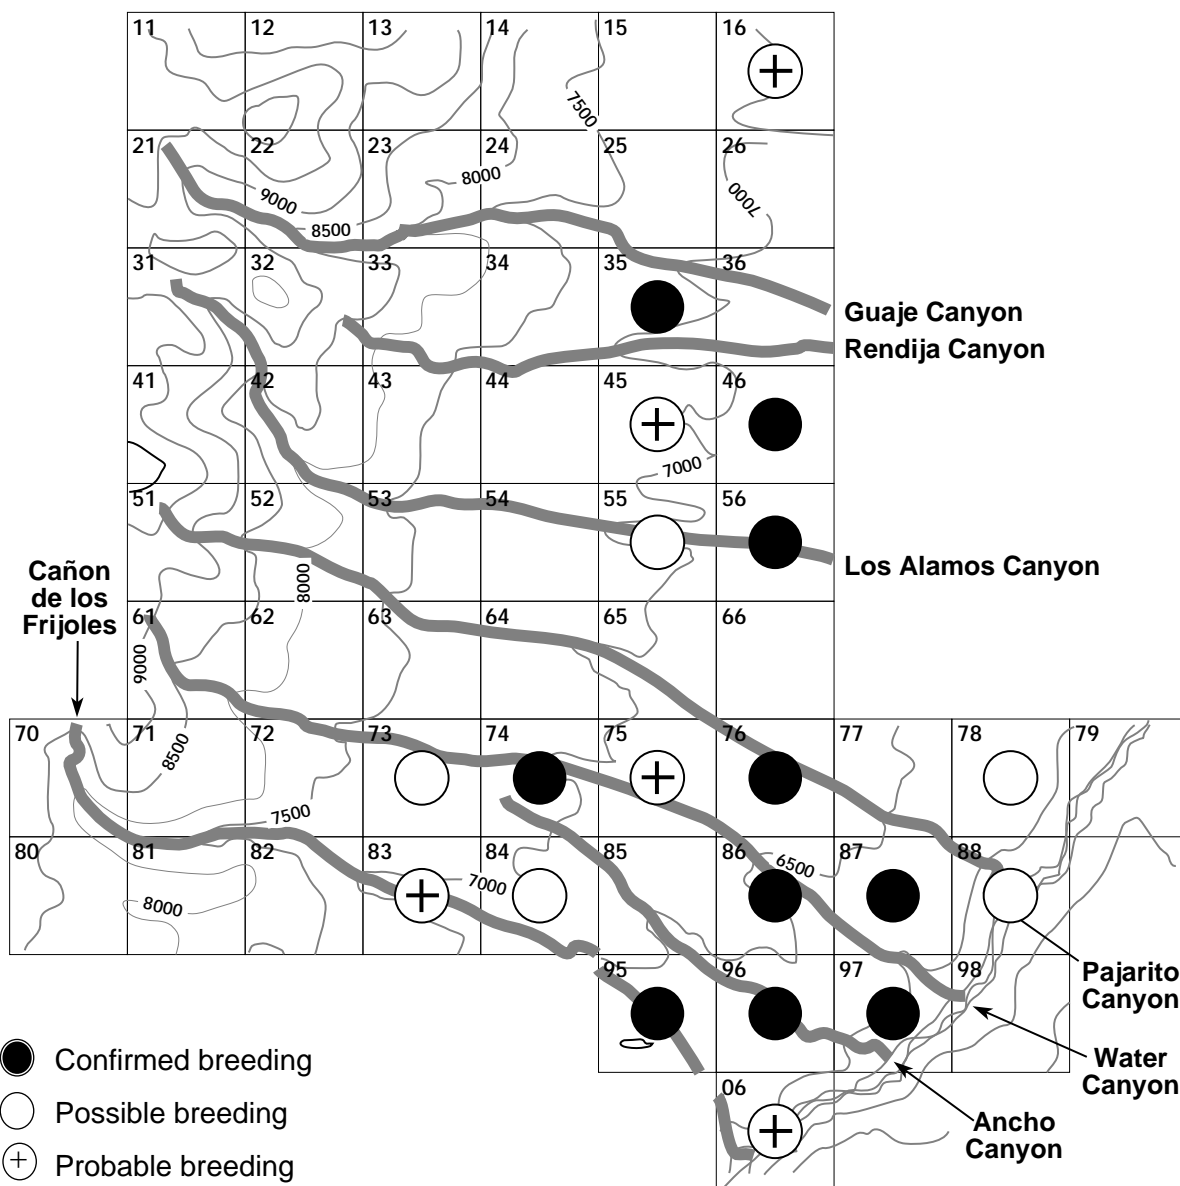 11 12 13 14 15 16
7500
21 22 23 24 25 26
8000
9000
7000
8500
31 32 33 34 35 36
Guaje Canyon
Rendija Canyon
41 42 43 44 45 46
7000
51 52 53 54 55 56
Los Alamos Canyon
8000
Cañon
de los
Frijoles
61 62 63 64 65 66
9000
70 71 72 73 74 75 76 77 78 79
8500
7500
80 81 82 83 84 85 86 87 88
6500
7000
8000
95 96 97 98
Pajarito
Canyon
Water
Canyon
06
Ancho
Canyon
Confirmed breeding
Possible breeding
Probable breeding